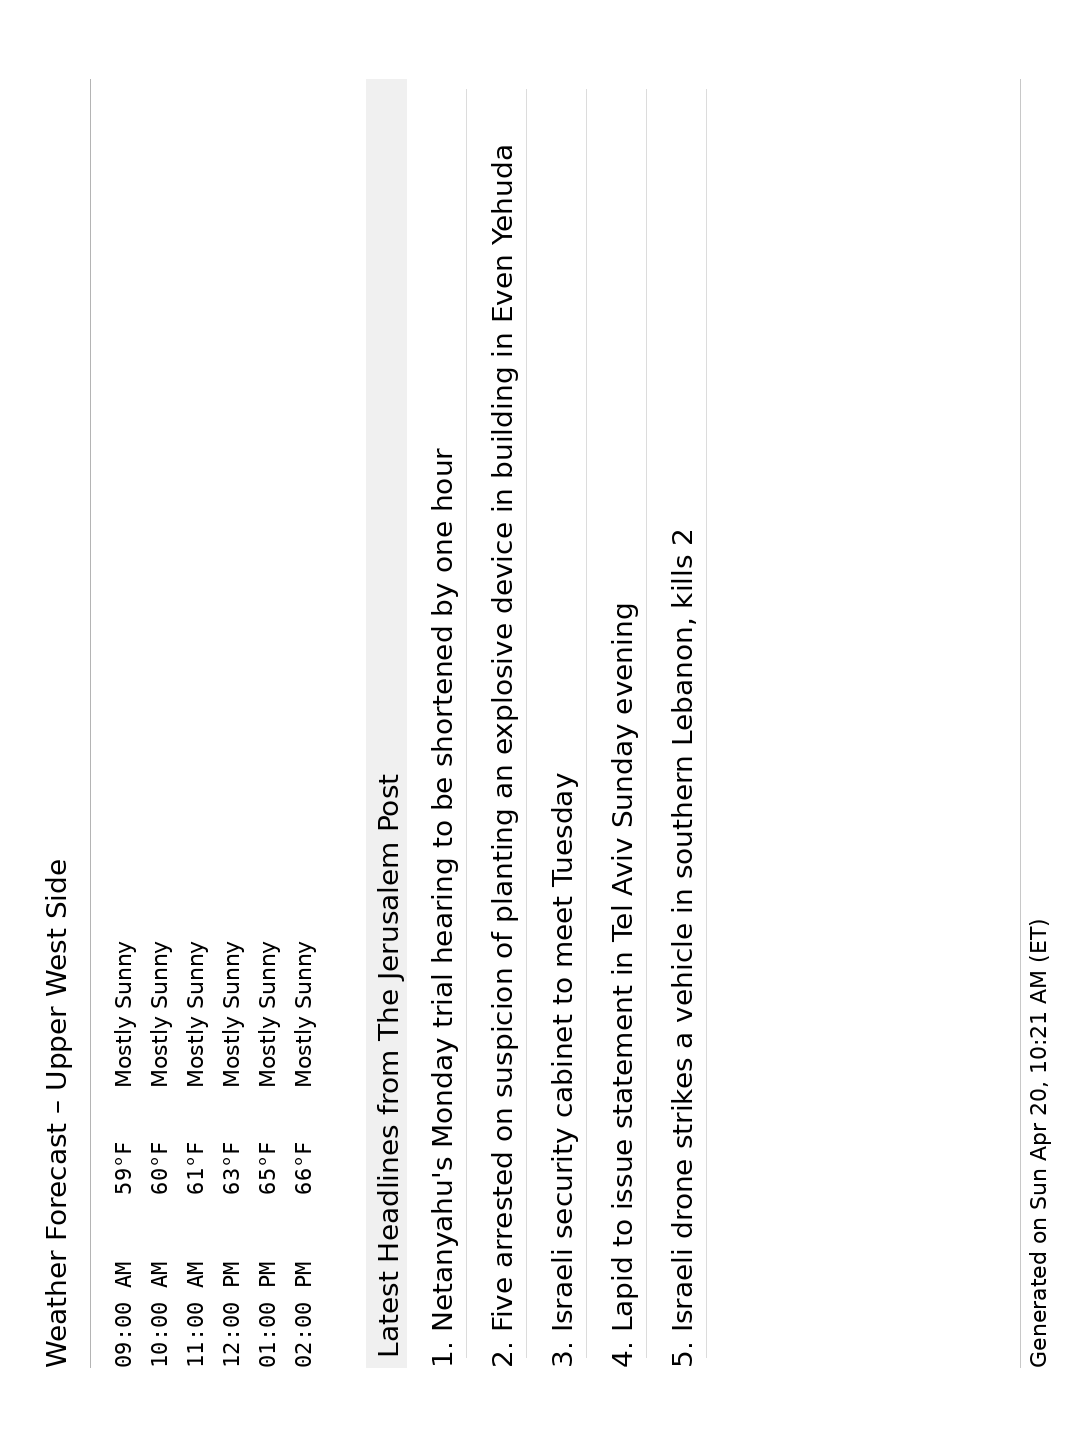 Weather Forecast – Upper West Side
09:00 AM 59°F Mostly Sunny
10:00 AM 60°F Mostly Sunny
11:00 AM 61°F Mostly Sunny
12:00 PM 63°F Mostly Sunny
01:00 PM 65°F Mostly Sunny
02:00 PM 66°F Mostly Sunny
Latest Headlines from The Jerusalem Post
1. Netanyahu's Monday trial hearing to be shortened by one hour
2. Five arrested on suspicion of planting an explosive device in building in Even Yehuda
3. Israeli security cabinet to meet Tuesday
4. Lapid to issue statement in Tel Aviv Sunday evening
5. Israeli drone strikes a vehicle in southern Lebanon, kills 2
Generated on Sun Apr 20, 10:21 AM (ET)